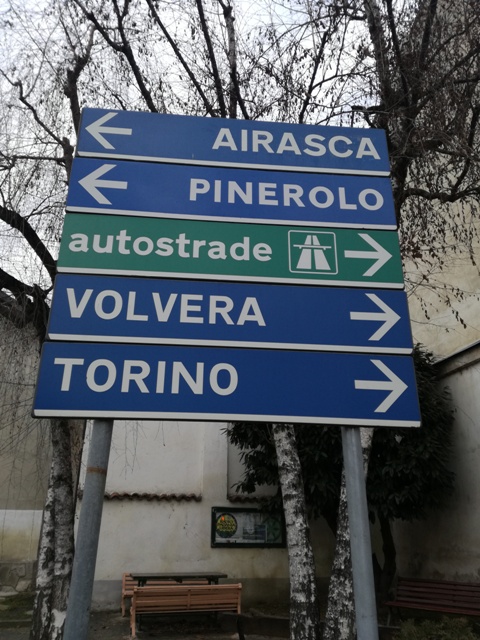 AIRASCA
PINEROLO
autostrade
VOLVERA
TORINO